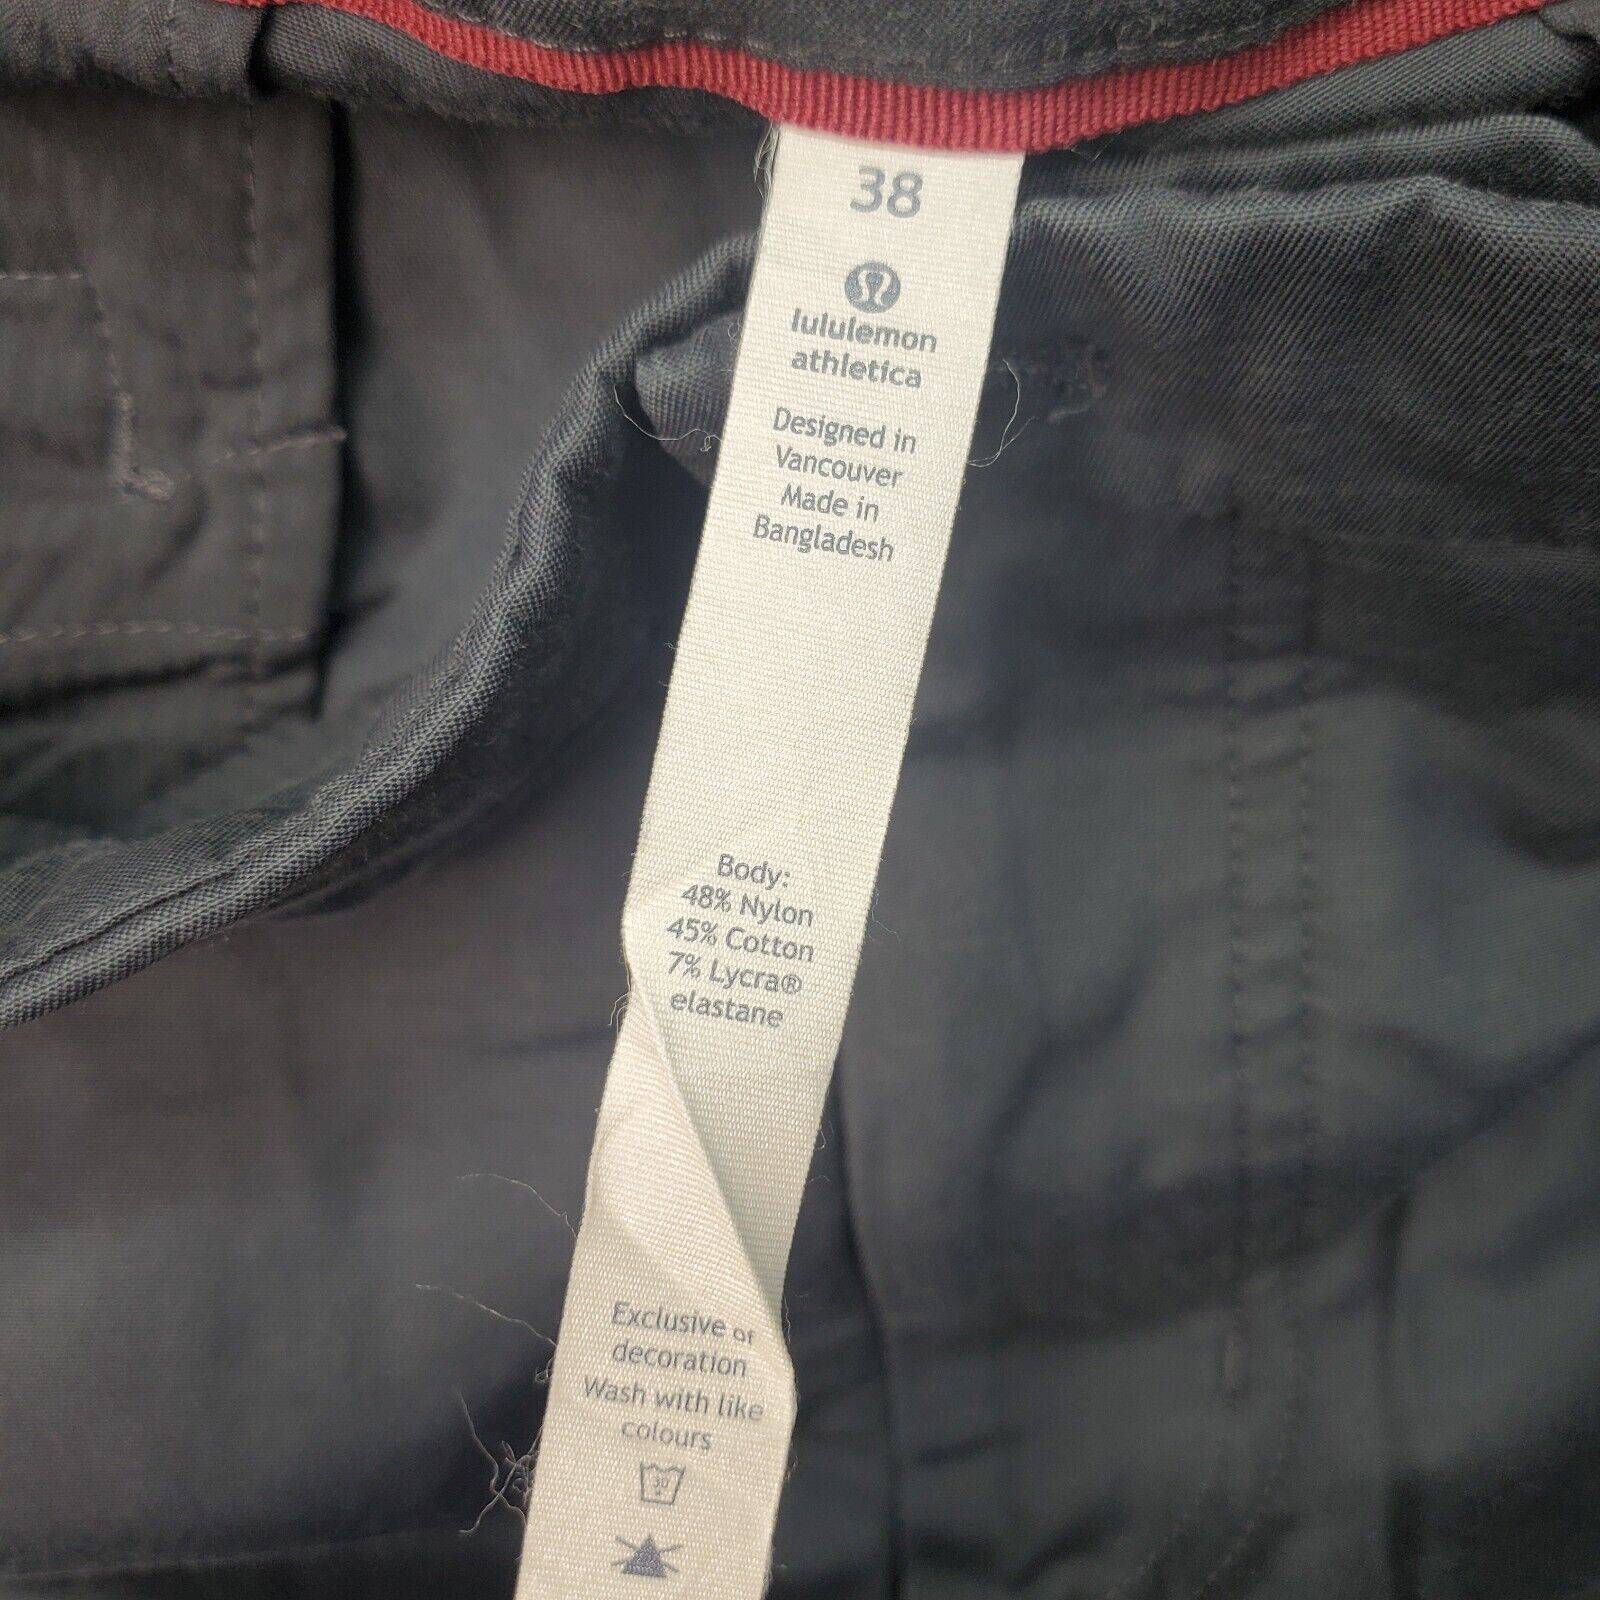 38
lululemon
athletica
Designed in
Vancouver
Made in
Bangladesh
Body:
48% Nylon
45% Cotton
7% Lycra®
elastane
Exclusive of
decoration
Wash with like
colours
30